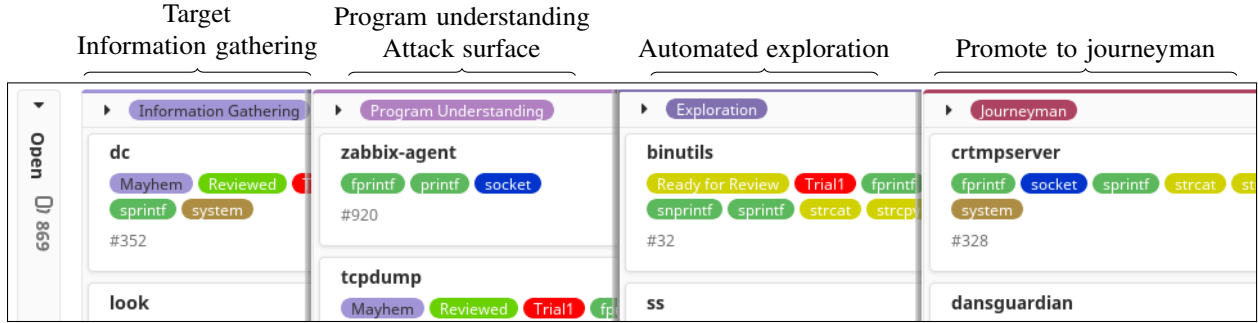 Target
Information gathering
Program understanding
Attack surface
Automated exploration
Promote to journeyman
Open
869
Information Gathering
dc
Mayhem Reviewed
sprintf system
#352
look
Program Understanding
zabbix-agent
fprintf printf socket
#920
tcpdump
Mayhem Reviewed Trial1
Exploration
binutils
Ready for Review Trial1 fprintf
snprintf sprintf strcat strcpy
#32
ss
Journeyman
crtmpserver
fprintf socket sprintf strcat
system
#328
dansguardian